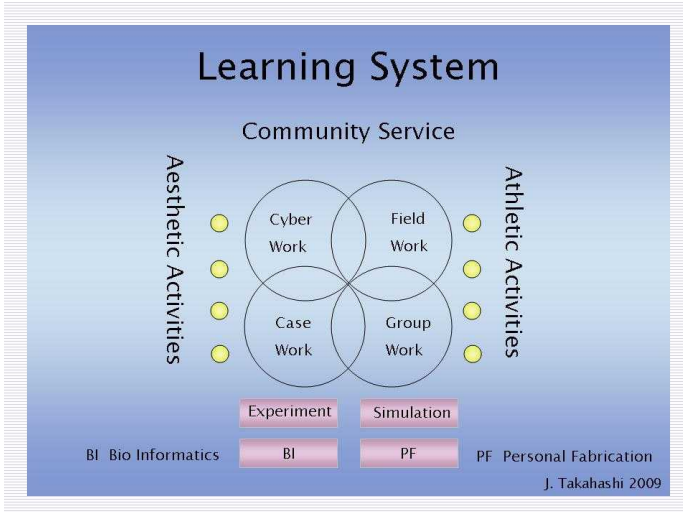 Learning System
Community Service
Aesthetic Activities
Athletic Activities
Cyber
Work
Field
Work
Case
Work
Group
Work
Experiment
Simulation
BI Bio Informatics
BI
PF
PF Personal Fabrication
J. Takahashi 2009